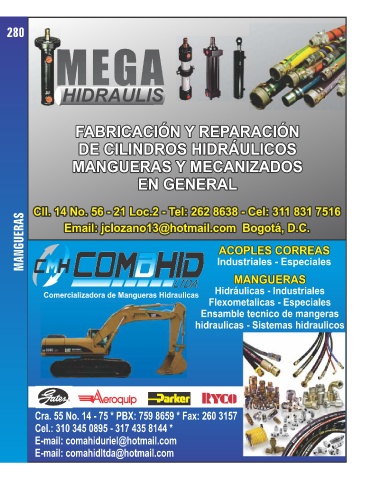 280
MANGUERAS
MEGA
HIDRAULIS
FABRICACIÓN Y REPARACIÓN
DE CILINDROS HIDRÁULICOS
MANGUERAS Y MECANIZADOS
EN GENERAL
Cll. 14 No. 56 - 21 Loc.2 - Tel: 262 8638 - Cel: 311 831 7516
Email: jclozano13@hotmail.com Bogotá, D.C.
CMH COMDHID
LTDA
Comercializadora de Mangueras Hidraulicas
ACOPLES CORREAS
Industriales - Especiales
MANGUERAS
Hidráulicas - Industriales
Flexometalicas - Especiales
Ensamble tecnico de mangeras
hidraulicas - Sistemas hidraulicos
Gates Aeroquip Parker RYCO
Cra. 55 No. 14 - 75 * PBX: 759 8659 * Fax: 260 3157
Cel.: 310 345 0895 - 317 435 8144 *
E-mail: comahiduriel@hotmail.com
E-mail: comahidltda@hotmail.com